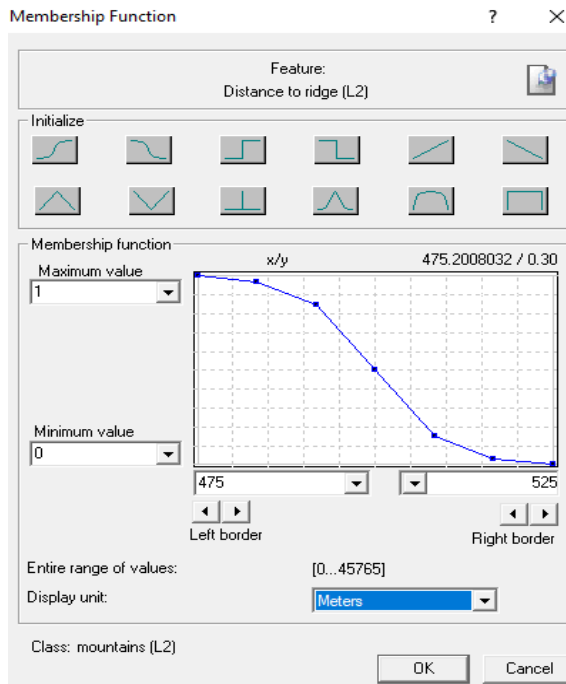 Membership Function
? ×
Feature:
Distance to ridge (L2)
Initialize
Membership function
x/y 475.2008032 / 0.30
Maximum value
1
Minimum value
0
475 525
Left border Right border
Entire range of values: [0...45765]
Display unit: Meters
Class: mountains (L2)
OK Cancel